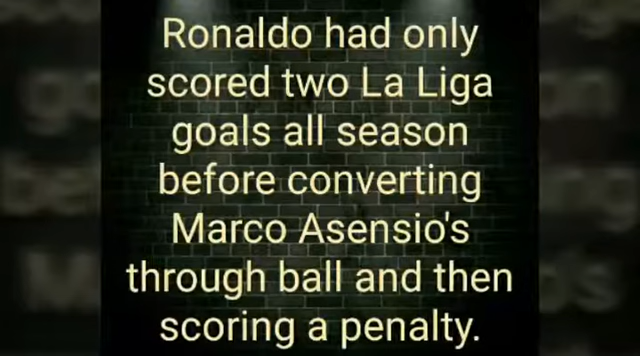 Ronaldo had only
scored two La Liga
goals all season
before converting
Marco Asensio's
through ball and then
scoring a penalty.